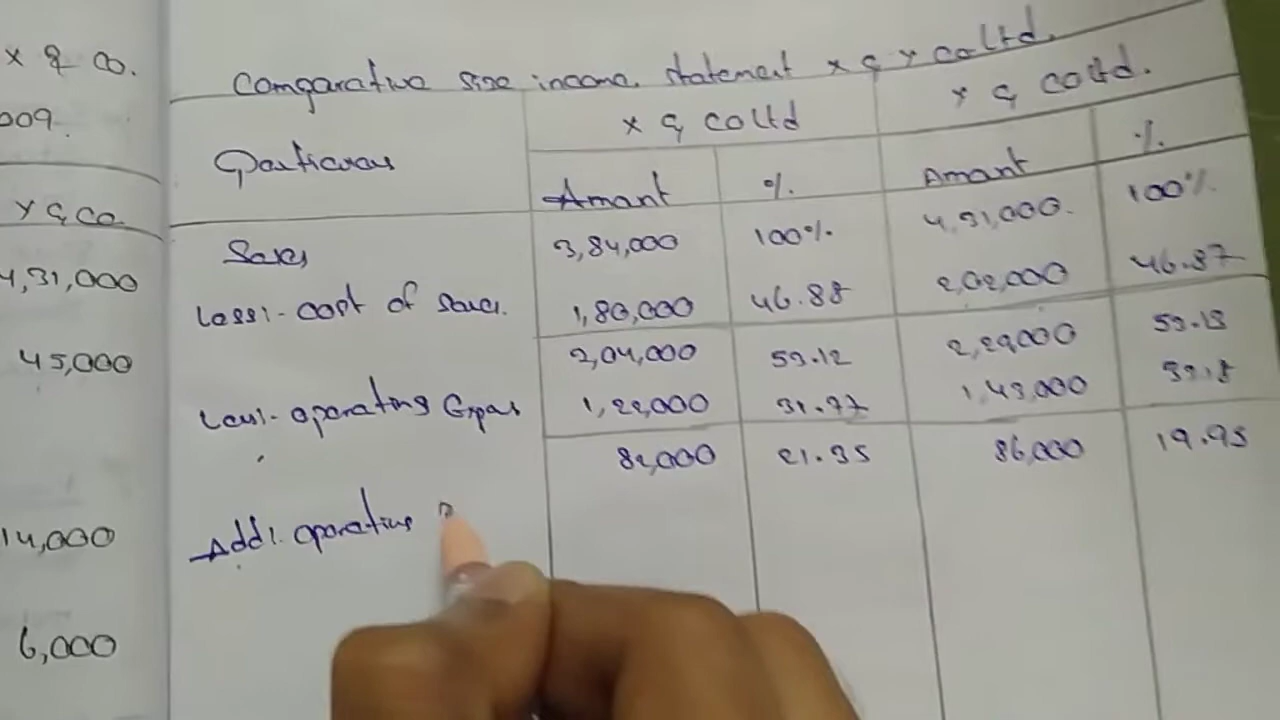 x & co.
009.
Y & co.
4,31,000
45,000
14,000
6,000
Comparative size income statement x & y co Ltd.
x & co Ltd
Y & co Ltd.
Particulars
Amount
%.
Amount
%.
Sales
3,84,000
100%
4,31,000.
100%
Less:- cost of sales.
1,80,000
46.88
2,02,000
46.87
2,04,000
53.12
2,29,000
53.13
Less:- operating Expens
1,22,000
31.77
1,43,000
33.18
82,000
21.35
86,000
19.95
Add:. operating